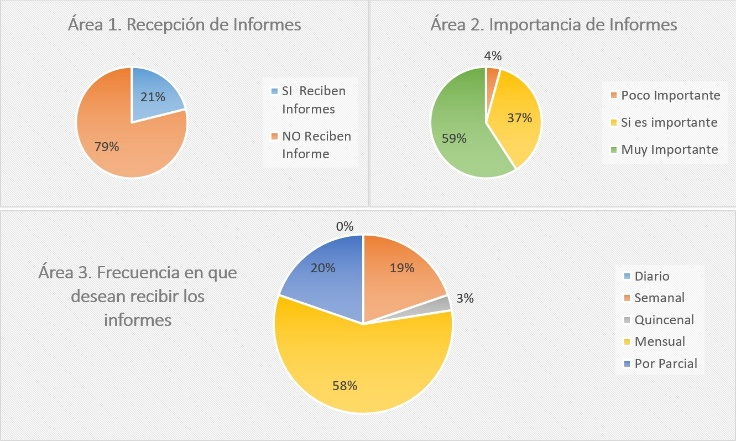 Área 1. Recepción de Informes
21%
79%
SI  Reciben
Informes
NO Reciben
Informe
Área 2. Importancia de Informes
4%
37%
59%
Poco Importante
Si es importante
Muy Importante
Área 3. Frecuencia en que
desean recibir los
informes
0%
20%
19%
3%
58%
Diario
Semanal
Quincenal
Mensual
Por Parcial